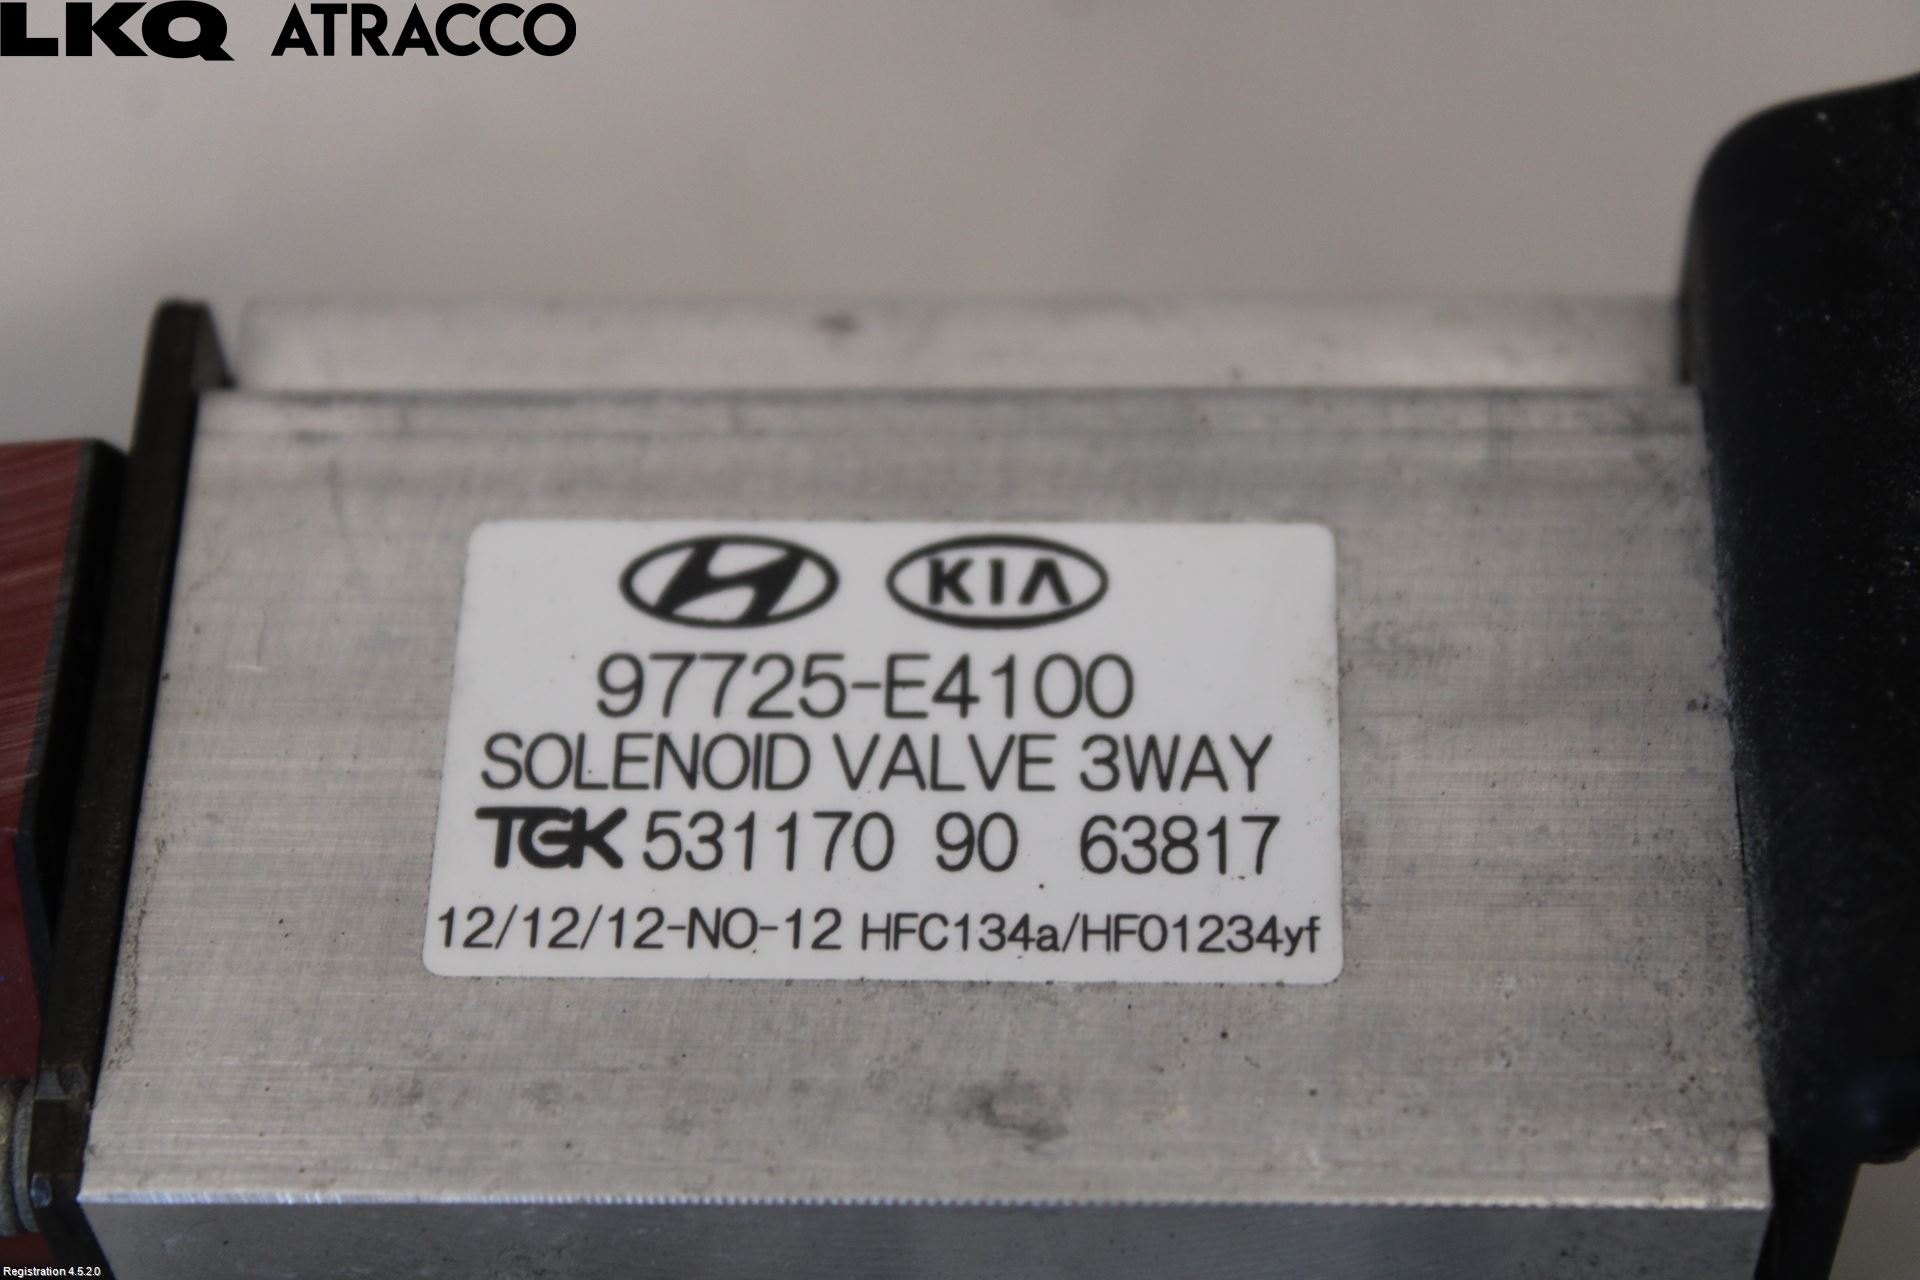 LKQ ATRACCO
KIA
97725-E4100
SOLENOID VALVE 3WAY
TGK 531170 90 63817
12/12/12-NO-12 HFC134a/HFO1234yf
Registration 4.5.2.0